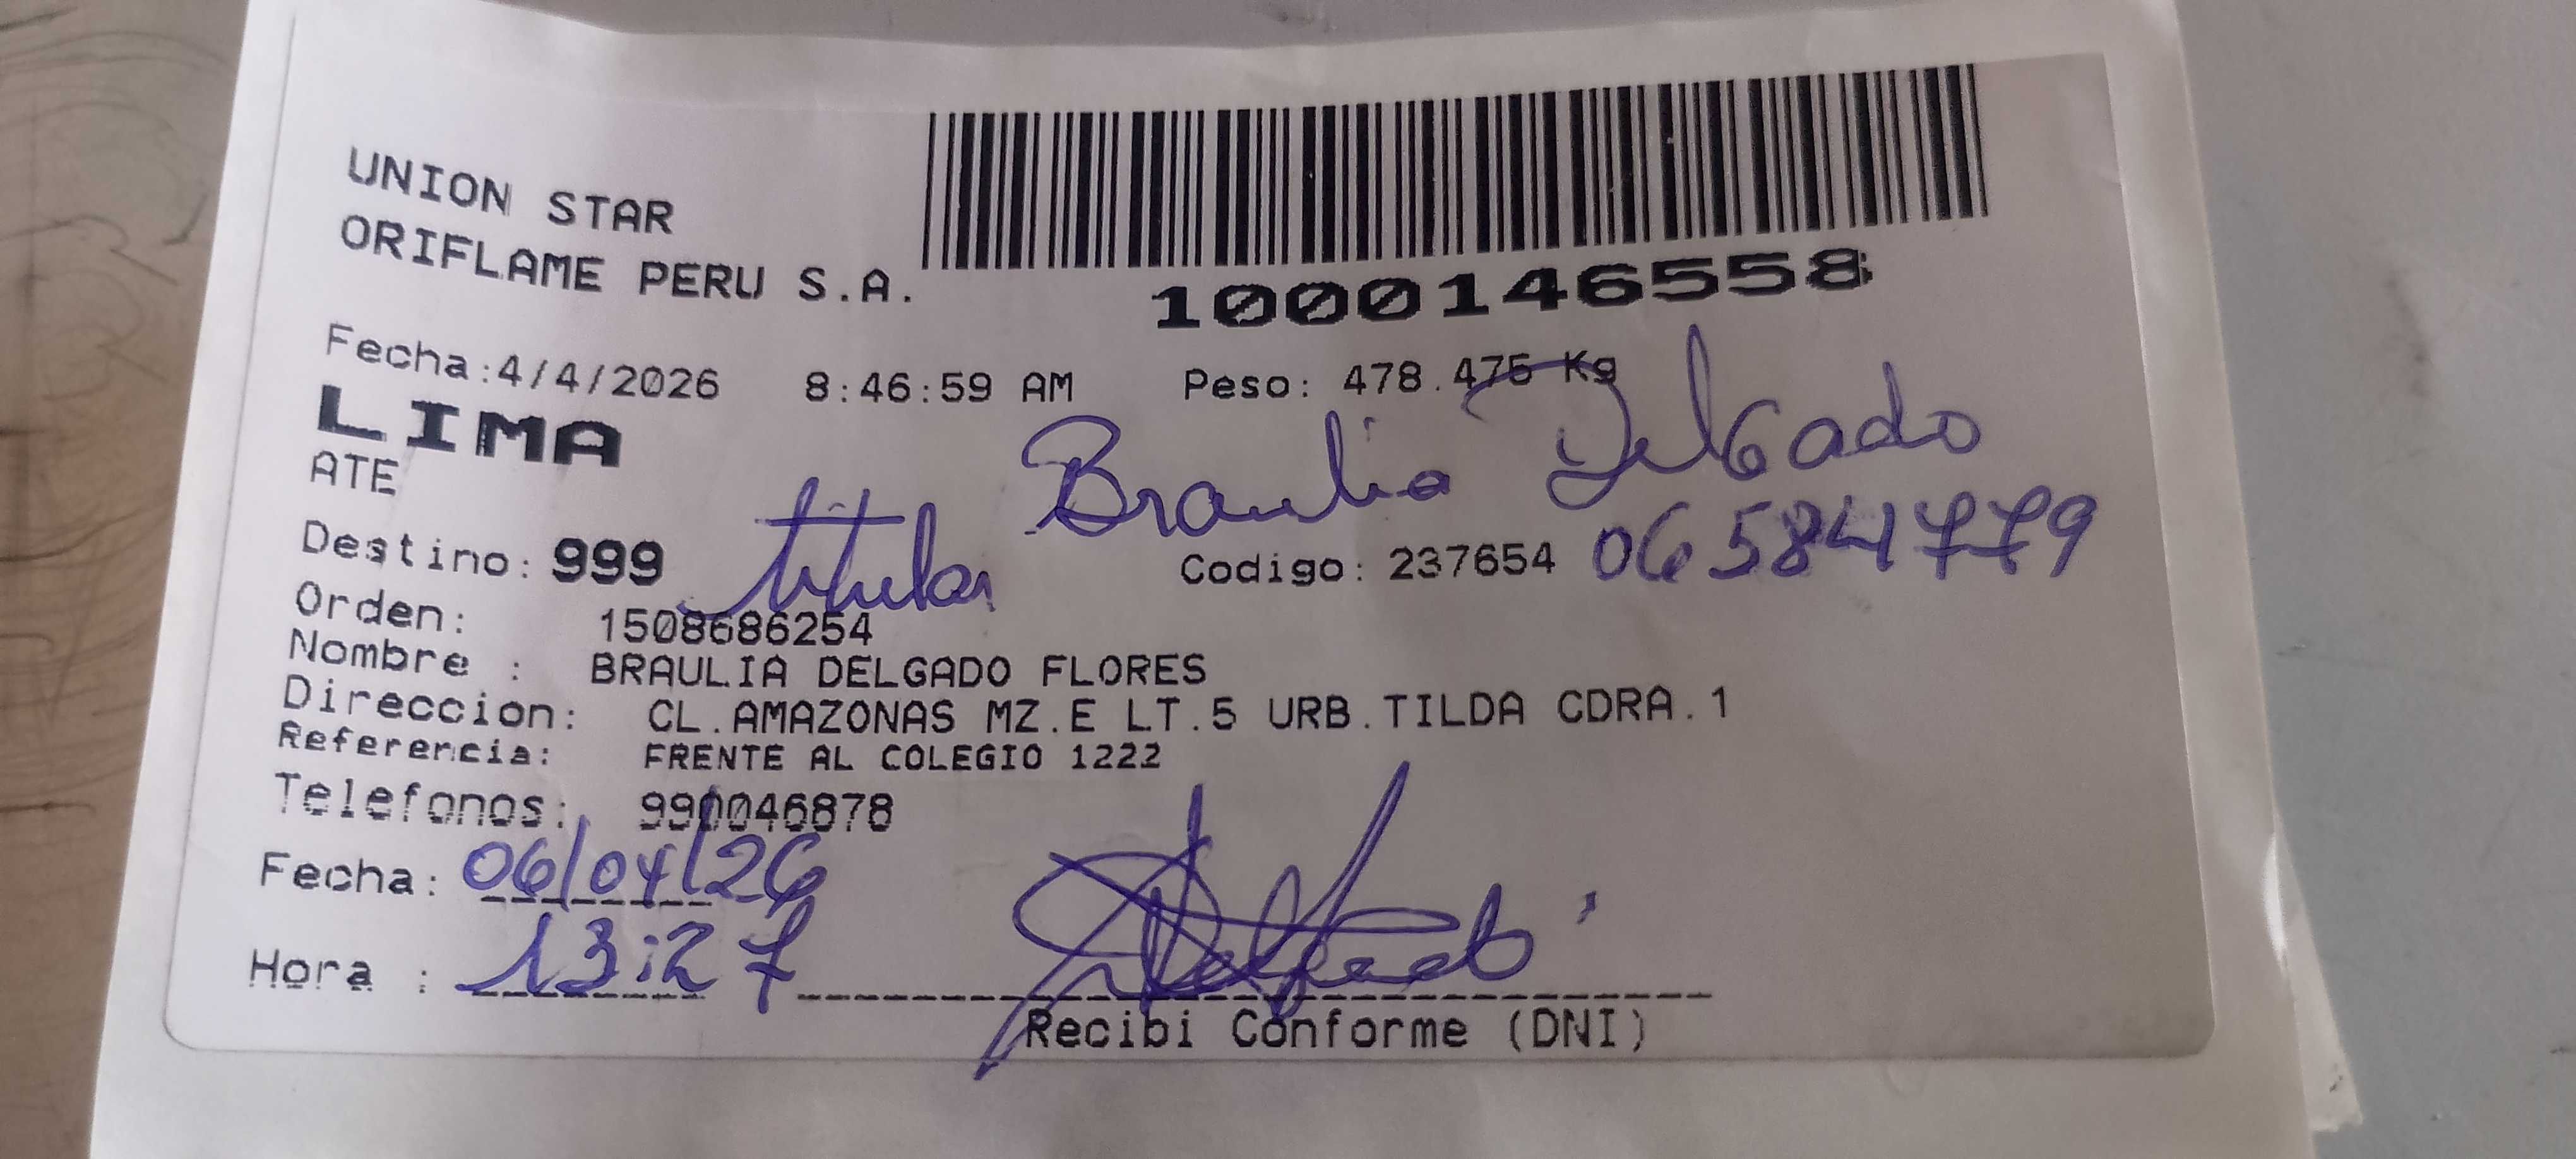 UNION STAR
ORIFLAME PERU S.A.
1000146558
Fecha:4/4/2026 8:46:59 AM Peso: 478.475 Kg
LIMA
ATE
Braulia Delgado
titular
Destino: 999 Codigo: 237654 06584779
Orden: 1508686254
Nombre : BRAULIA DELGADO FLORES
Direccion: CL.AMAZONAS MZ.E LT.5 URB.TILDA CDRA.1
Referencia: FRENTE AL COLEGIO 1222
Telefonos: 990046878
Fecha: 06/04/26
Hora : 13:27
Recibi Conforme (DNI)